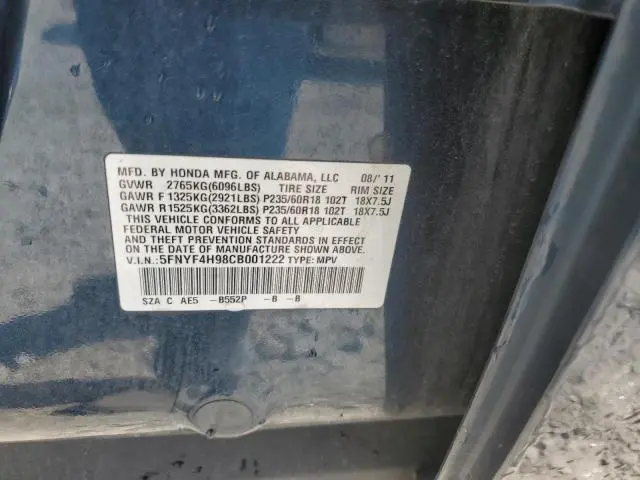 MFD. BY HONDA MFG. OF ALABAMA, LLC 08/'11
GVWR 2765KG(6096LBS) TIRE SIZE RIM SIZE
GAWR F 1325KG(2921LBS) P235/60R18 102T 18X7.5J
GAWR R1525KG(3362LBS) P235/60R18 102T 18X7.5J
THIS VEHICLE CONFORMS TO ALL APPLICABLE
FEDERAL MOTOR VEHICLE SAFETY
AND THEFT PREVENTION STANDARDS IN
EFFECT ON THE DATE OF MANUFACTURE SHOWN ABOVE.
V.I.N.: 5FNYF4H98CB001222 TYPE: MPV
SZA C AE5 -B552P -B -B